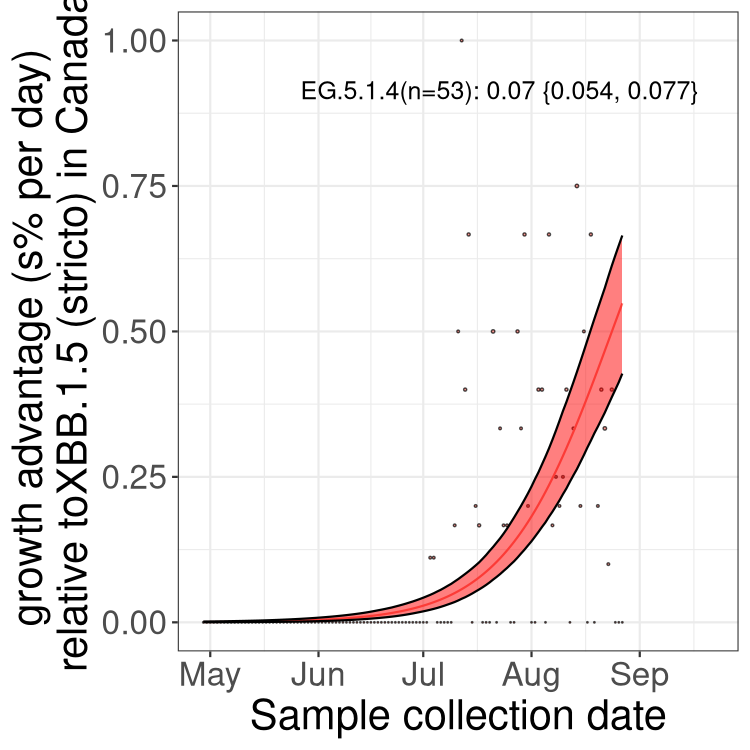 growth advantage (s% per day)
relative toXBB.1.5 (stricto) in Canada
1.00
0.75
0.50
0.25
0.00
EG.5.1.4(n=53): 0.07 {0.054, 0.077}
May Jun Jul Aug Sep
Sample collection date